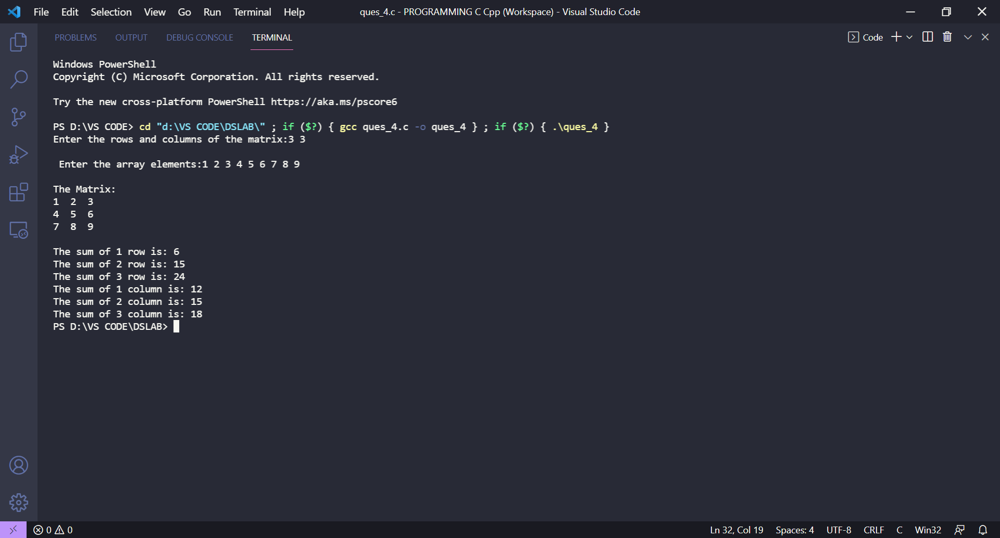 File Edit Selection View Go Run Terminal Help ques_4.c - PROGRAMMING C Cpp (Workspace) - Visual Studio Code
PROBLEMS OUTPUT DEBUG CONSOLE TERMINAL Code
Windows PowerShell
Copyright (C) Microsoft Corporation. All rights reserved.
Try the new cross-platform PowerShell https://aka.ms/pscore6
PS D:\VS CODE> cd "d:\VS CODE\DSLAB\" ; if ($?) { gcc ques_4.c -o ques_4 } ; if ($?) { .\ques_4 }
Enter the rows and columns of the matrix:3 3
Enter the array elements:1 2 3 4 5 6 7 8 9
The Matrix:
1 2 3
4 5 6
7 8 9
The sum of 1 row is: 6
The sum of 2 row is: 15
The sum of 3 row is: 24
The sum of 1 column is: 12
The sum of 2 column is: 15
The sum of 3 column is: 18
PS D:\VS CODE\DSLAB>
0 0 Ln 32, Col 19 Spaces: 4 UTF-8 CRLF C Win32